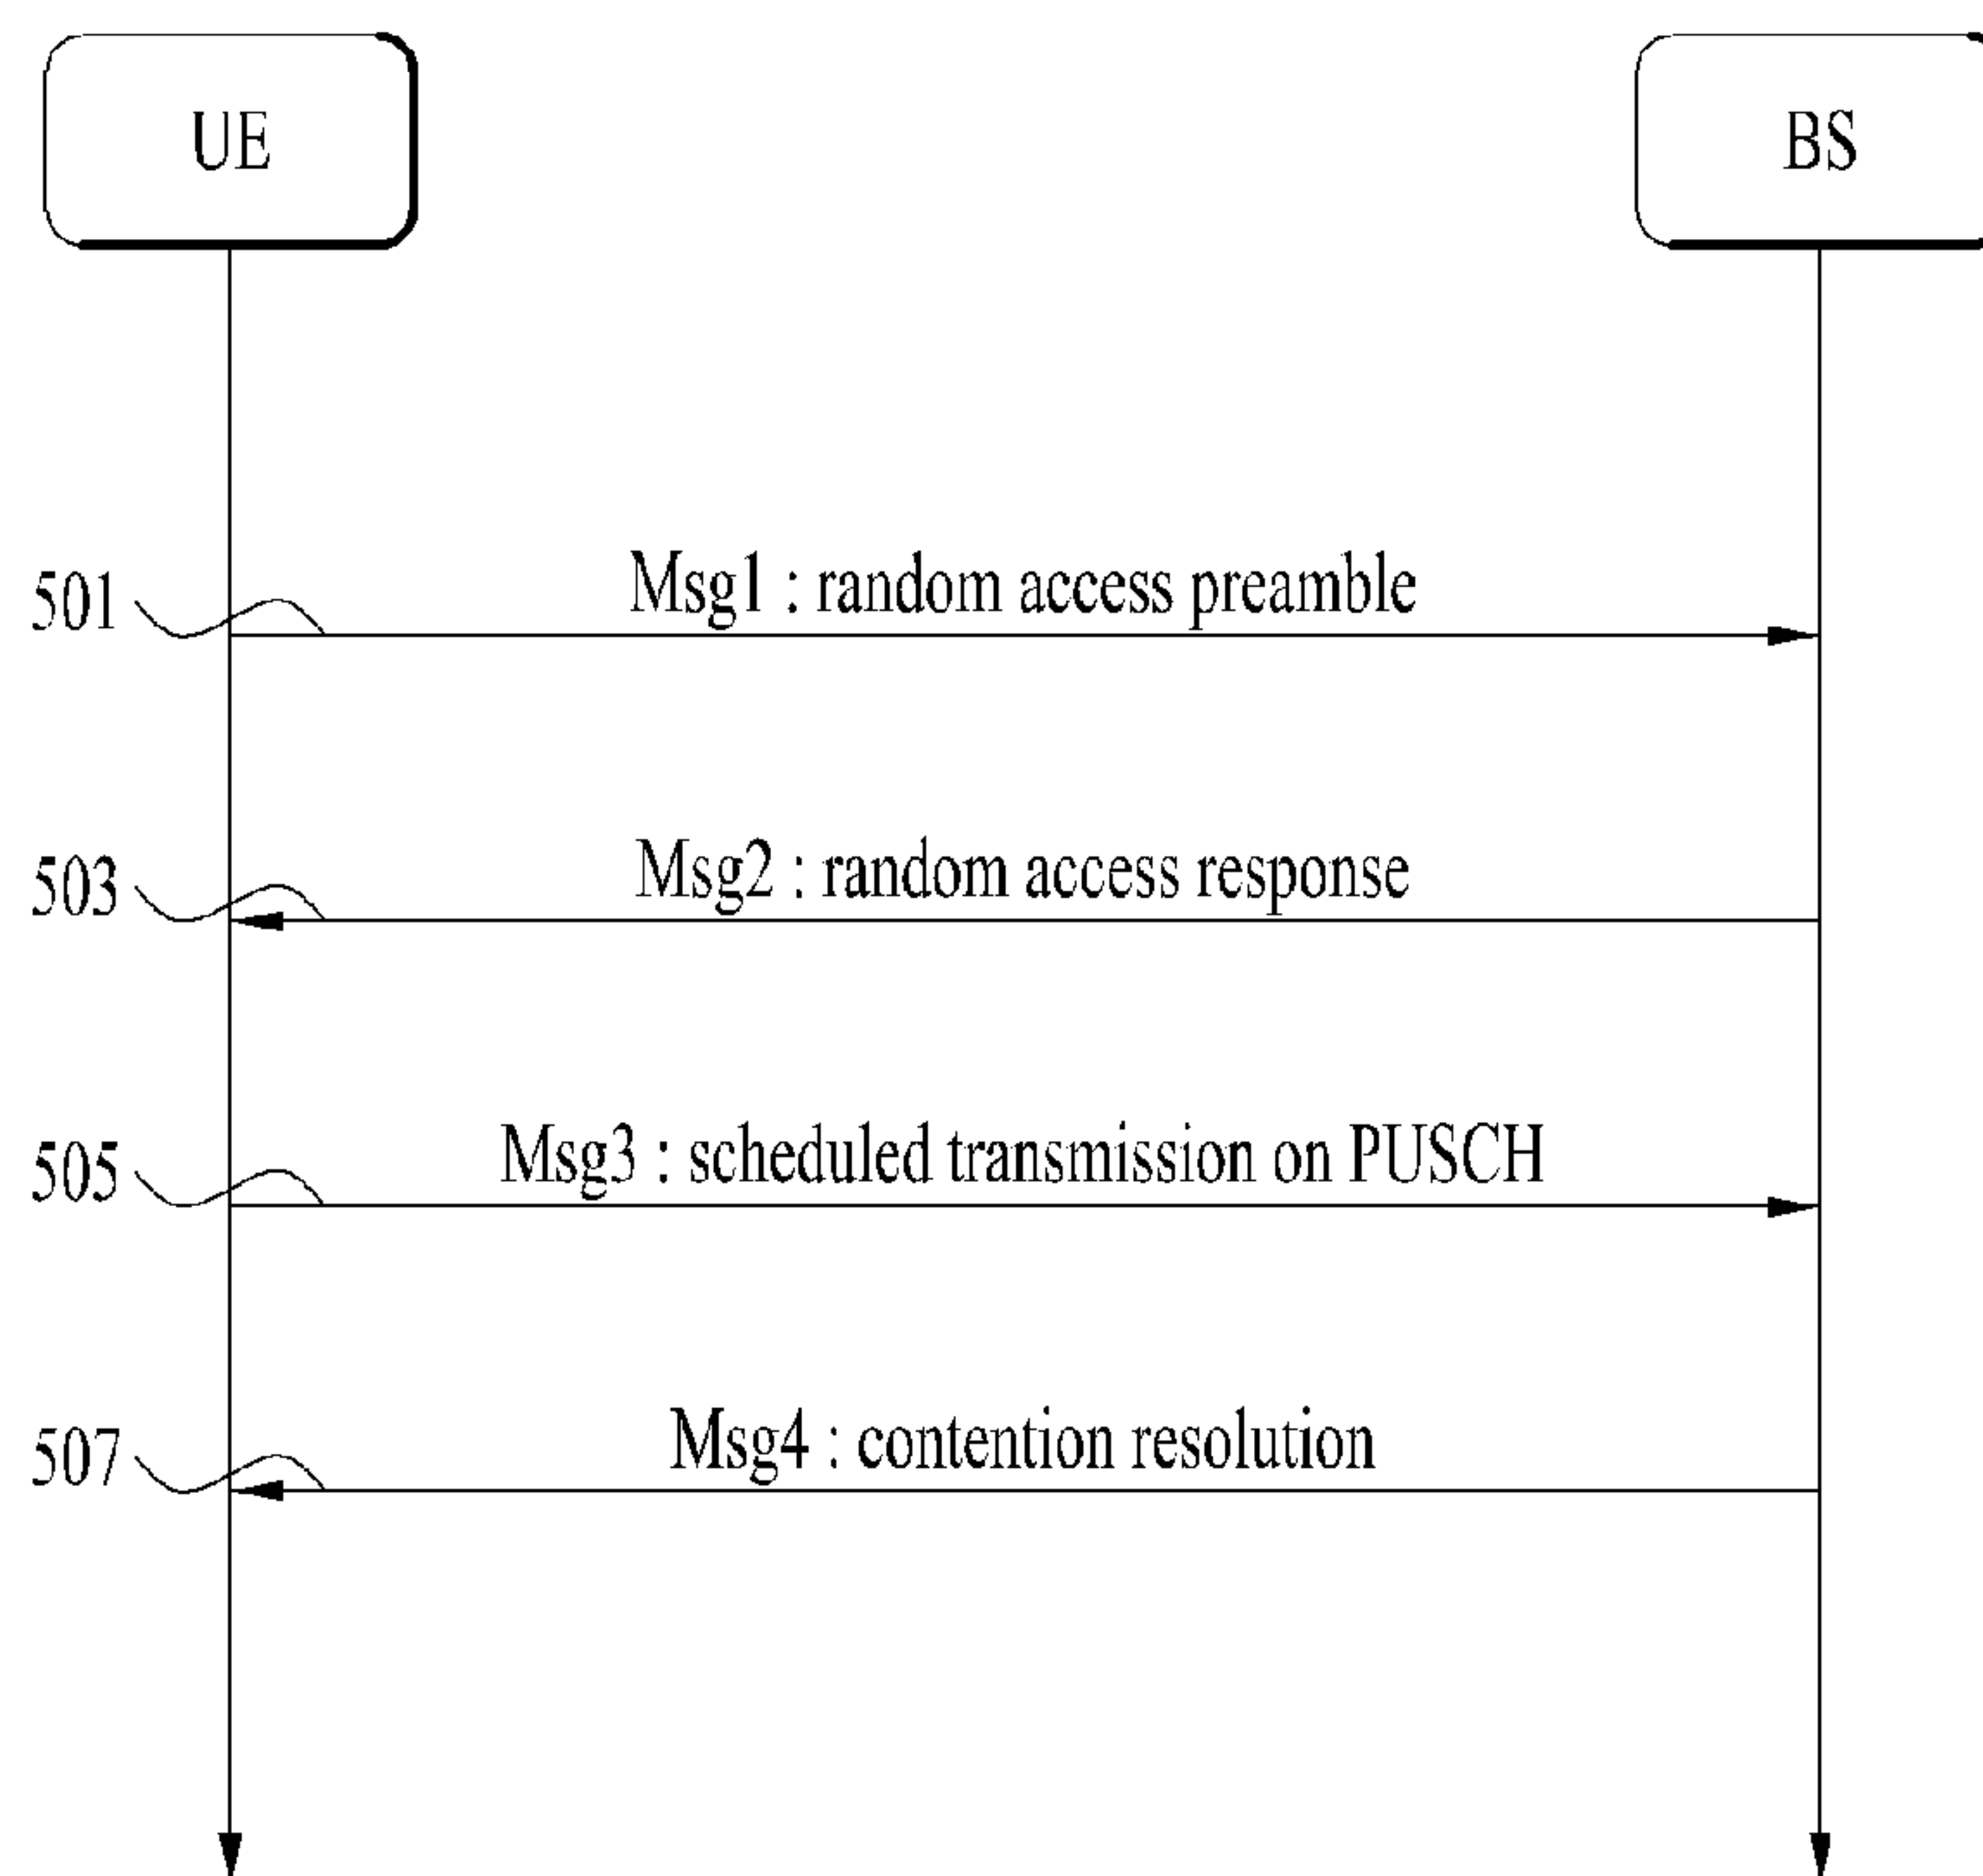 UE
BS
501
Msg1 : random access preamble
503
Msg2 : random access response
505
Msg3 : scheduled transmission on PUSCH
507
Msg4 : contention resolution